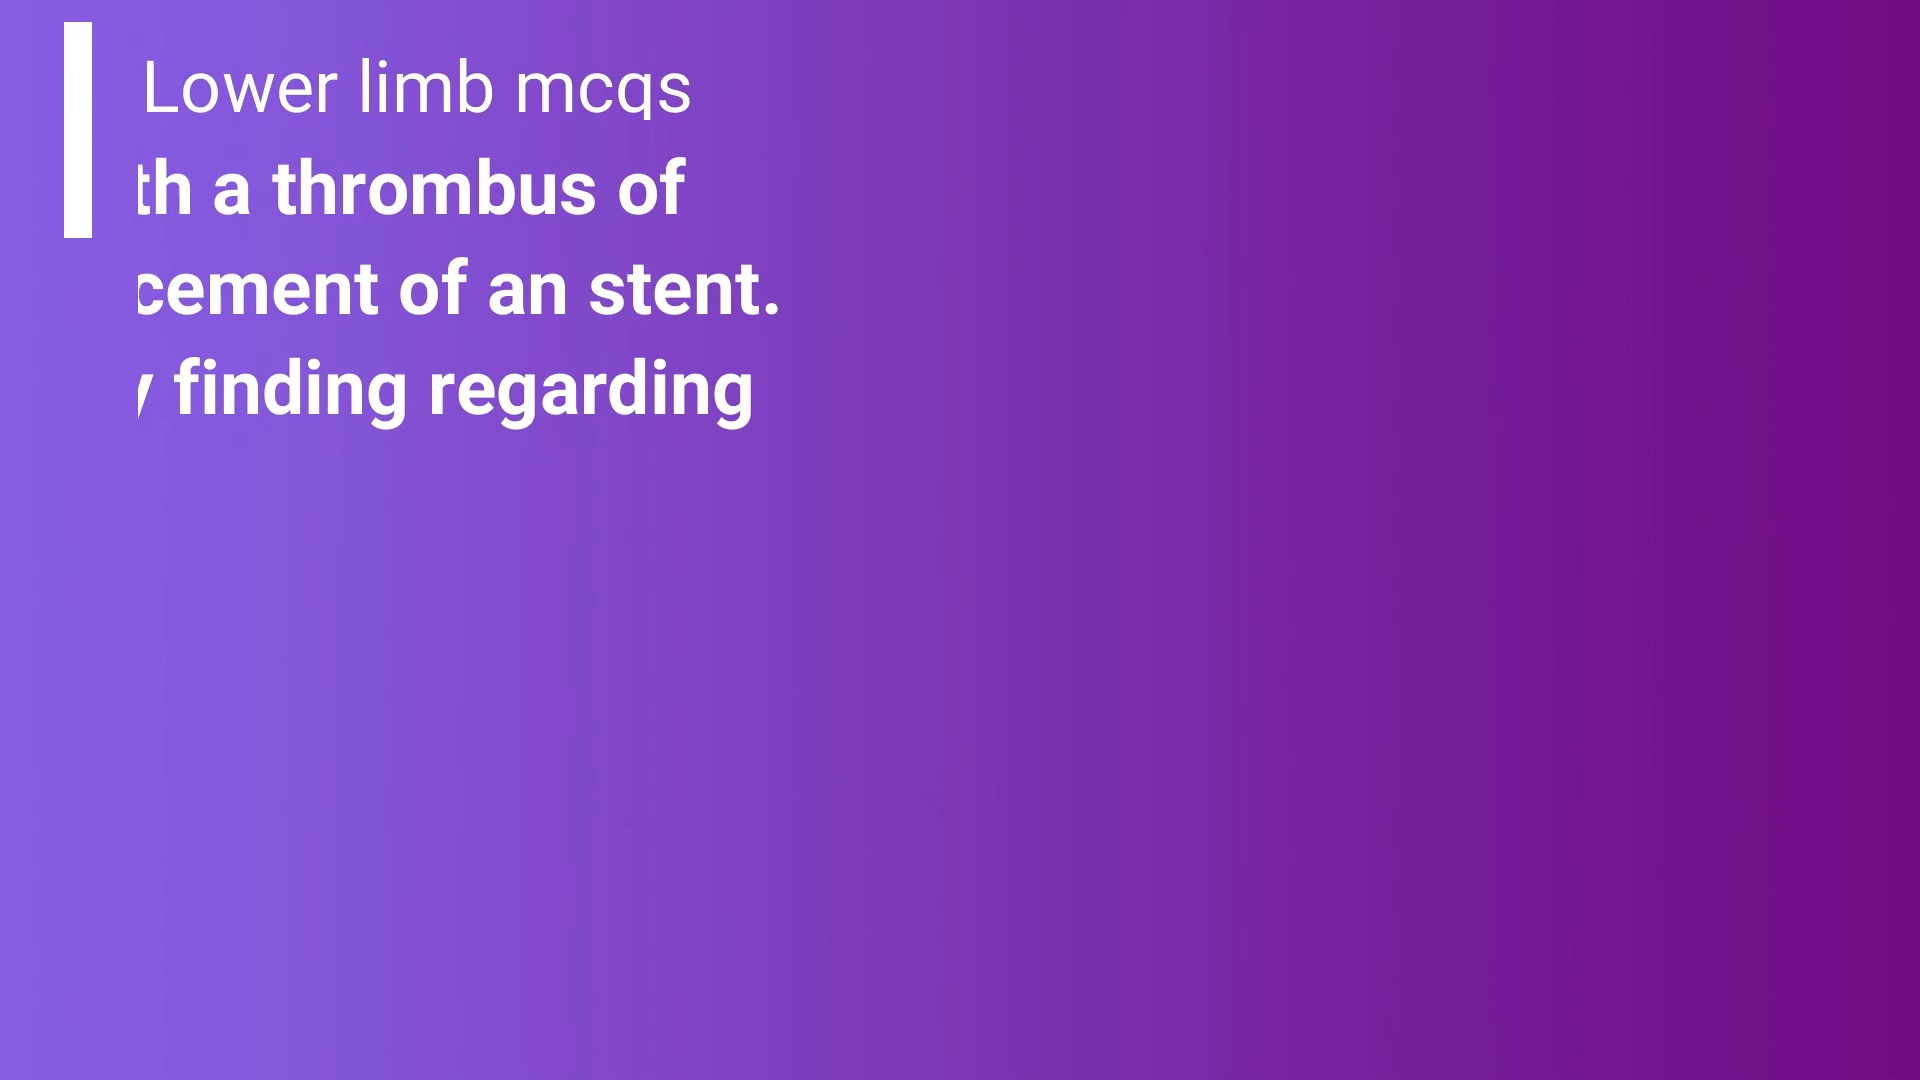 Lower limb mcqs
th a thrombus of
cement of an stent.
y finding regarding